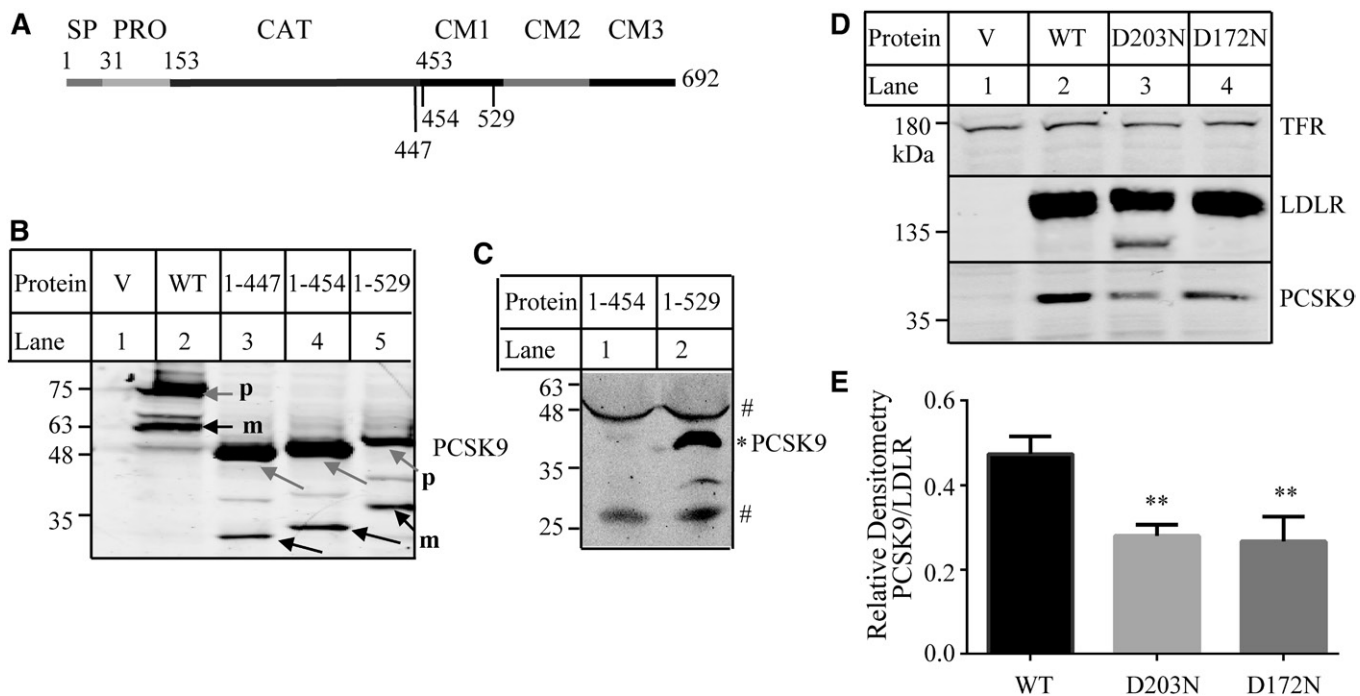 A
SP PRO CAT CM1 CM2 CM3
1 31 153 453
692
454 529
447
B
Protein V WT 1-447 1-454 1-529
Lane 1 2 3 4 5
75
p
63
m
48
PCSK9
p
35
m
C
Protein 1-454 1-529
Lane 1 2
63
48
#
* PCSK9
35
#
25
D
Protein V WT D203N D172N
Lane 1 2 3 4
180
kDa
TFR
LDLR
135
PCSK9
35
E
Relative Densitometry
PCSK9/LDLR
0.6
0.4
0.2
0.0
** **
WT D203N D172N